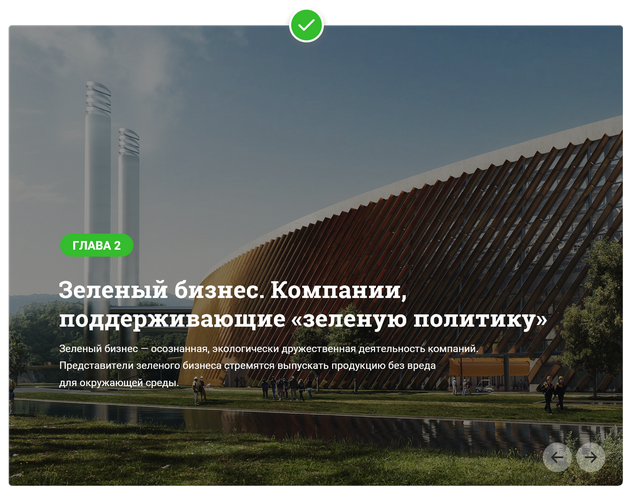 ГЛАВА 2
Зеленый бизнес. Компании,
поддерживающие «зеленую политику»
Зеленый бизнес — осознанная, экологически дружественная деятельность компаний.
Представители зеленого бизнеса стремятся выпускать продукцию без вреда
для окружающей среды.